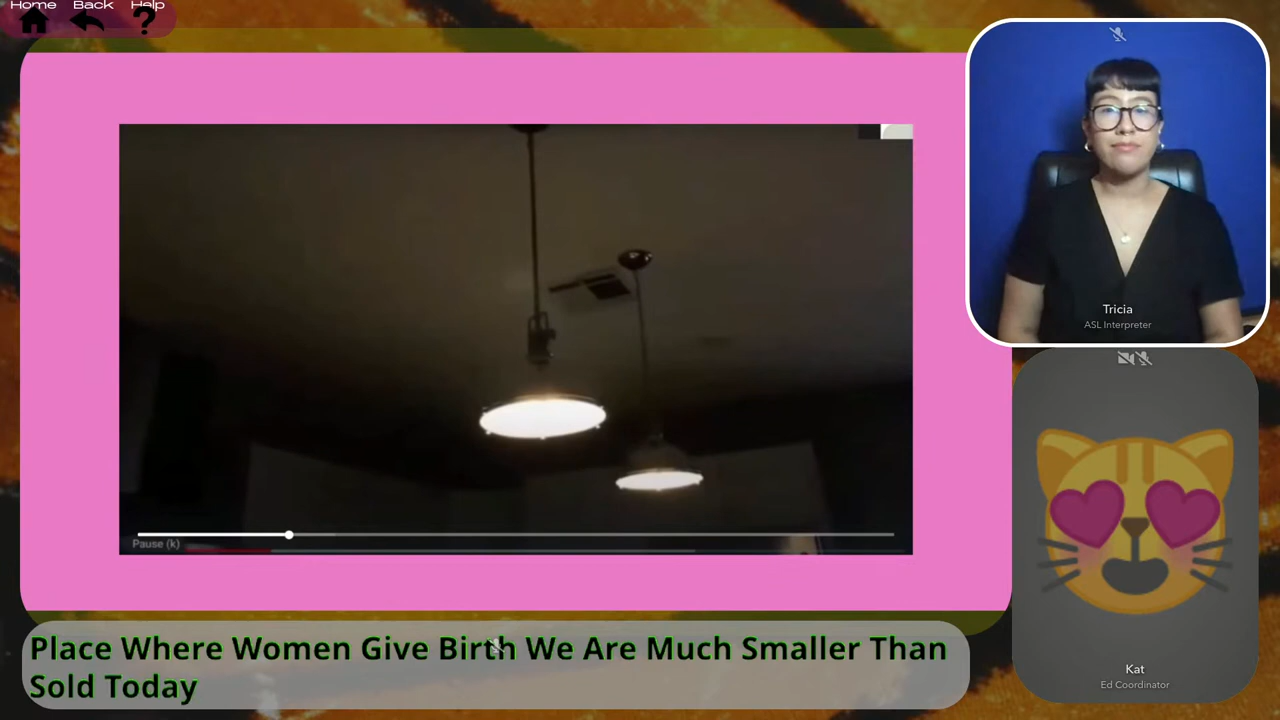 Home Back Help
?
Tricia
ASL Interpreter
Pause (k)
Place Where Women Give Birth We Are Much Smaller Than
Sold Today
Kat
Ed Coordinator